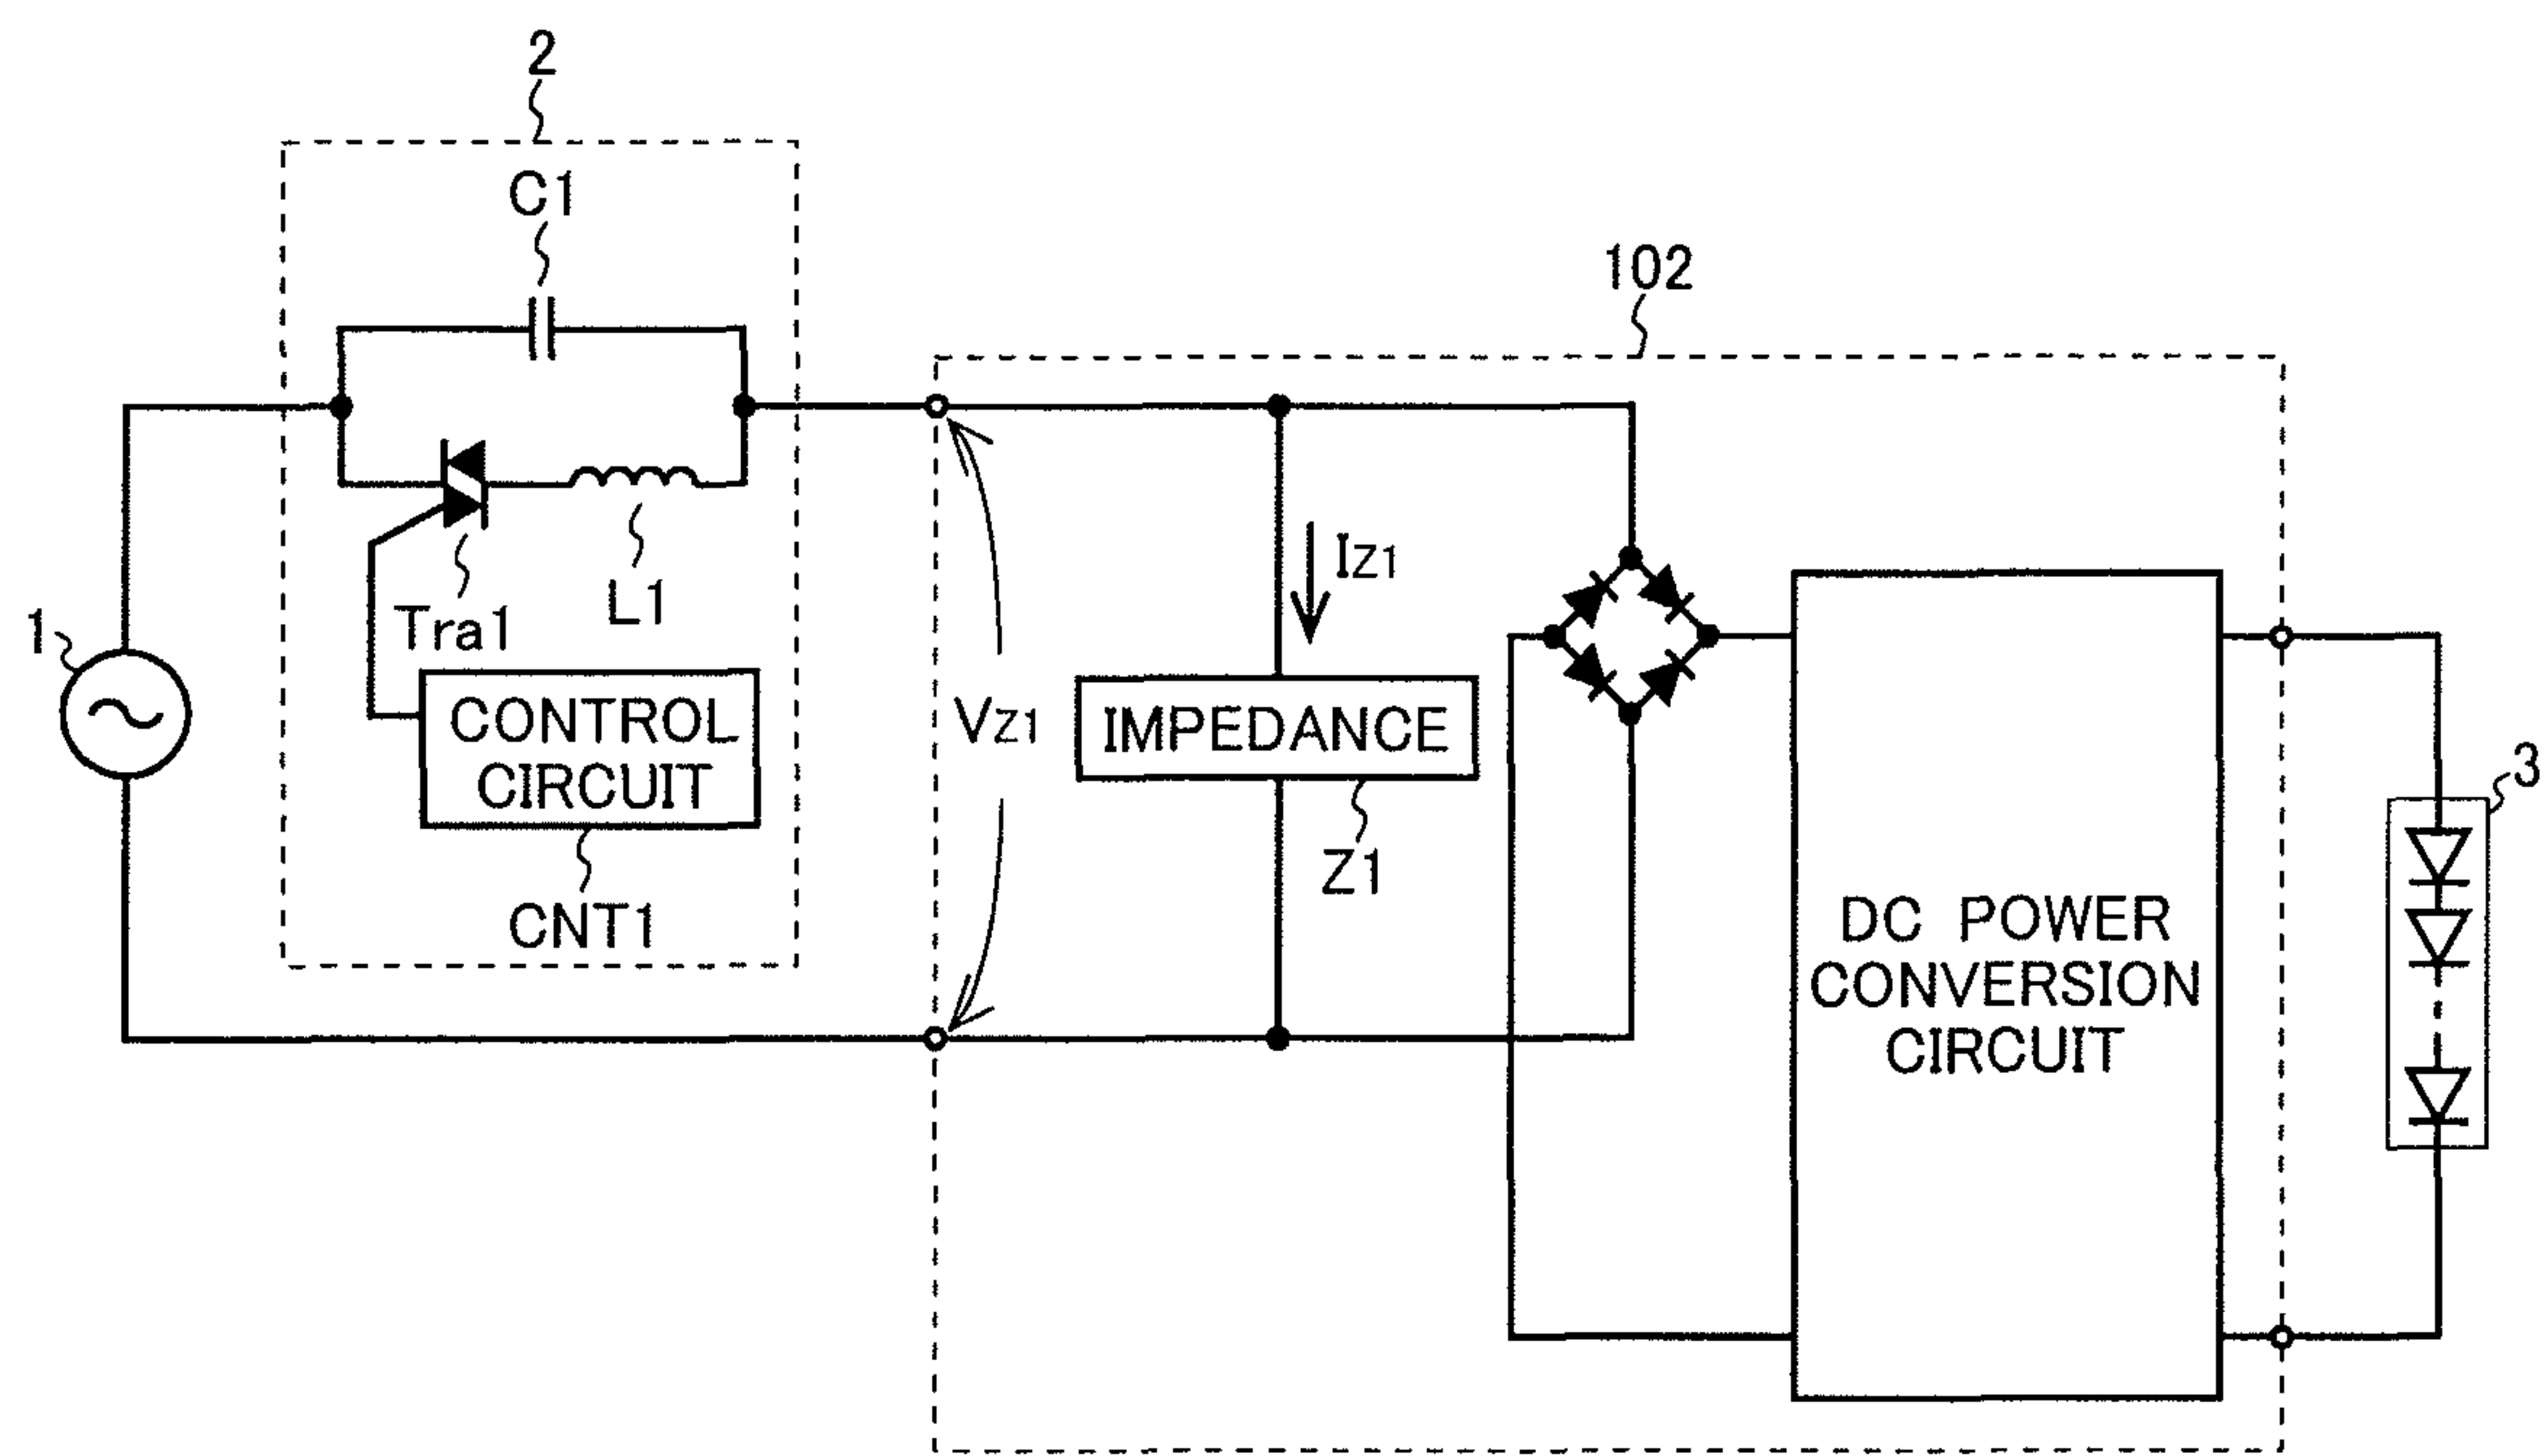 2
C1
102
Tra1
L1
1
CONTROL
CIRCUIT
CNT1
VZ1
IZ1
IMPEDANCE
Z1
DC POWER
CONVERSION
CIRCUIT
3